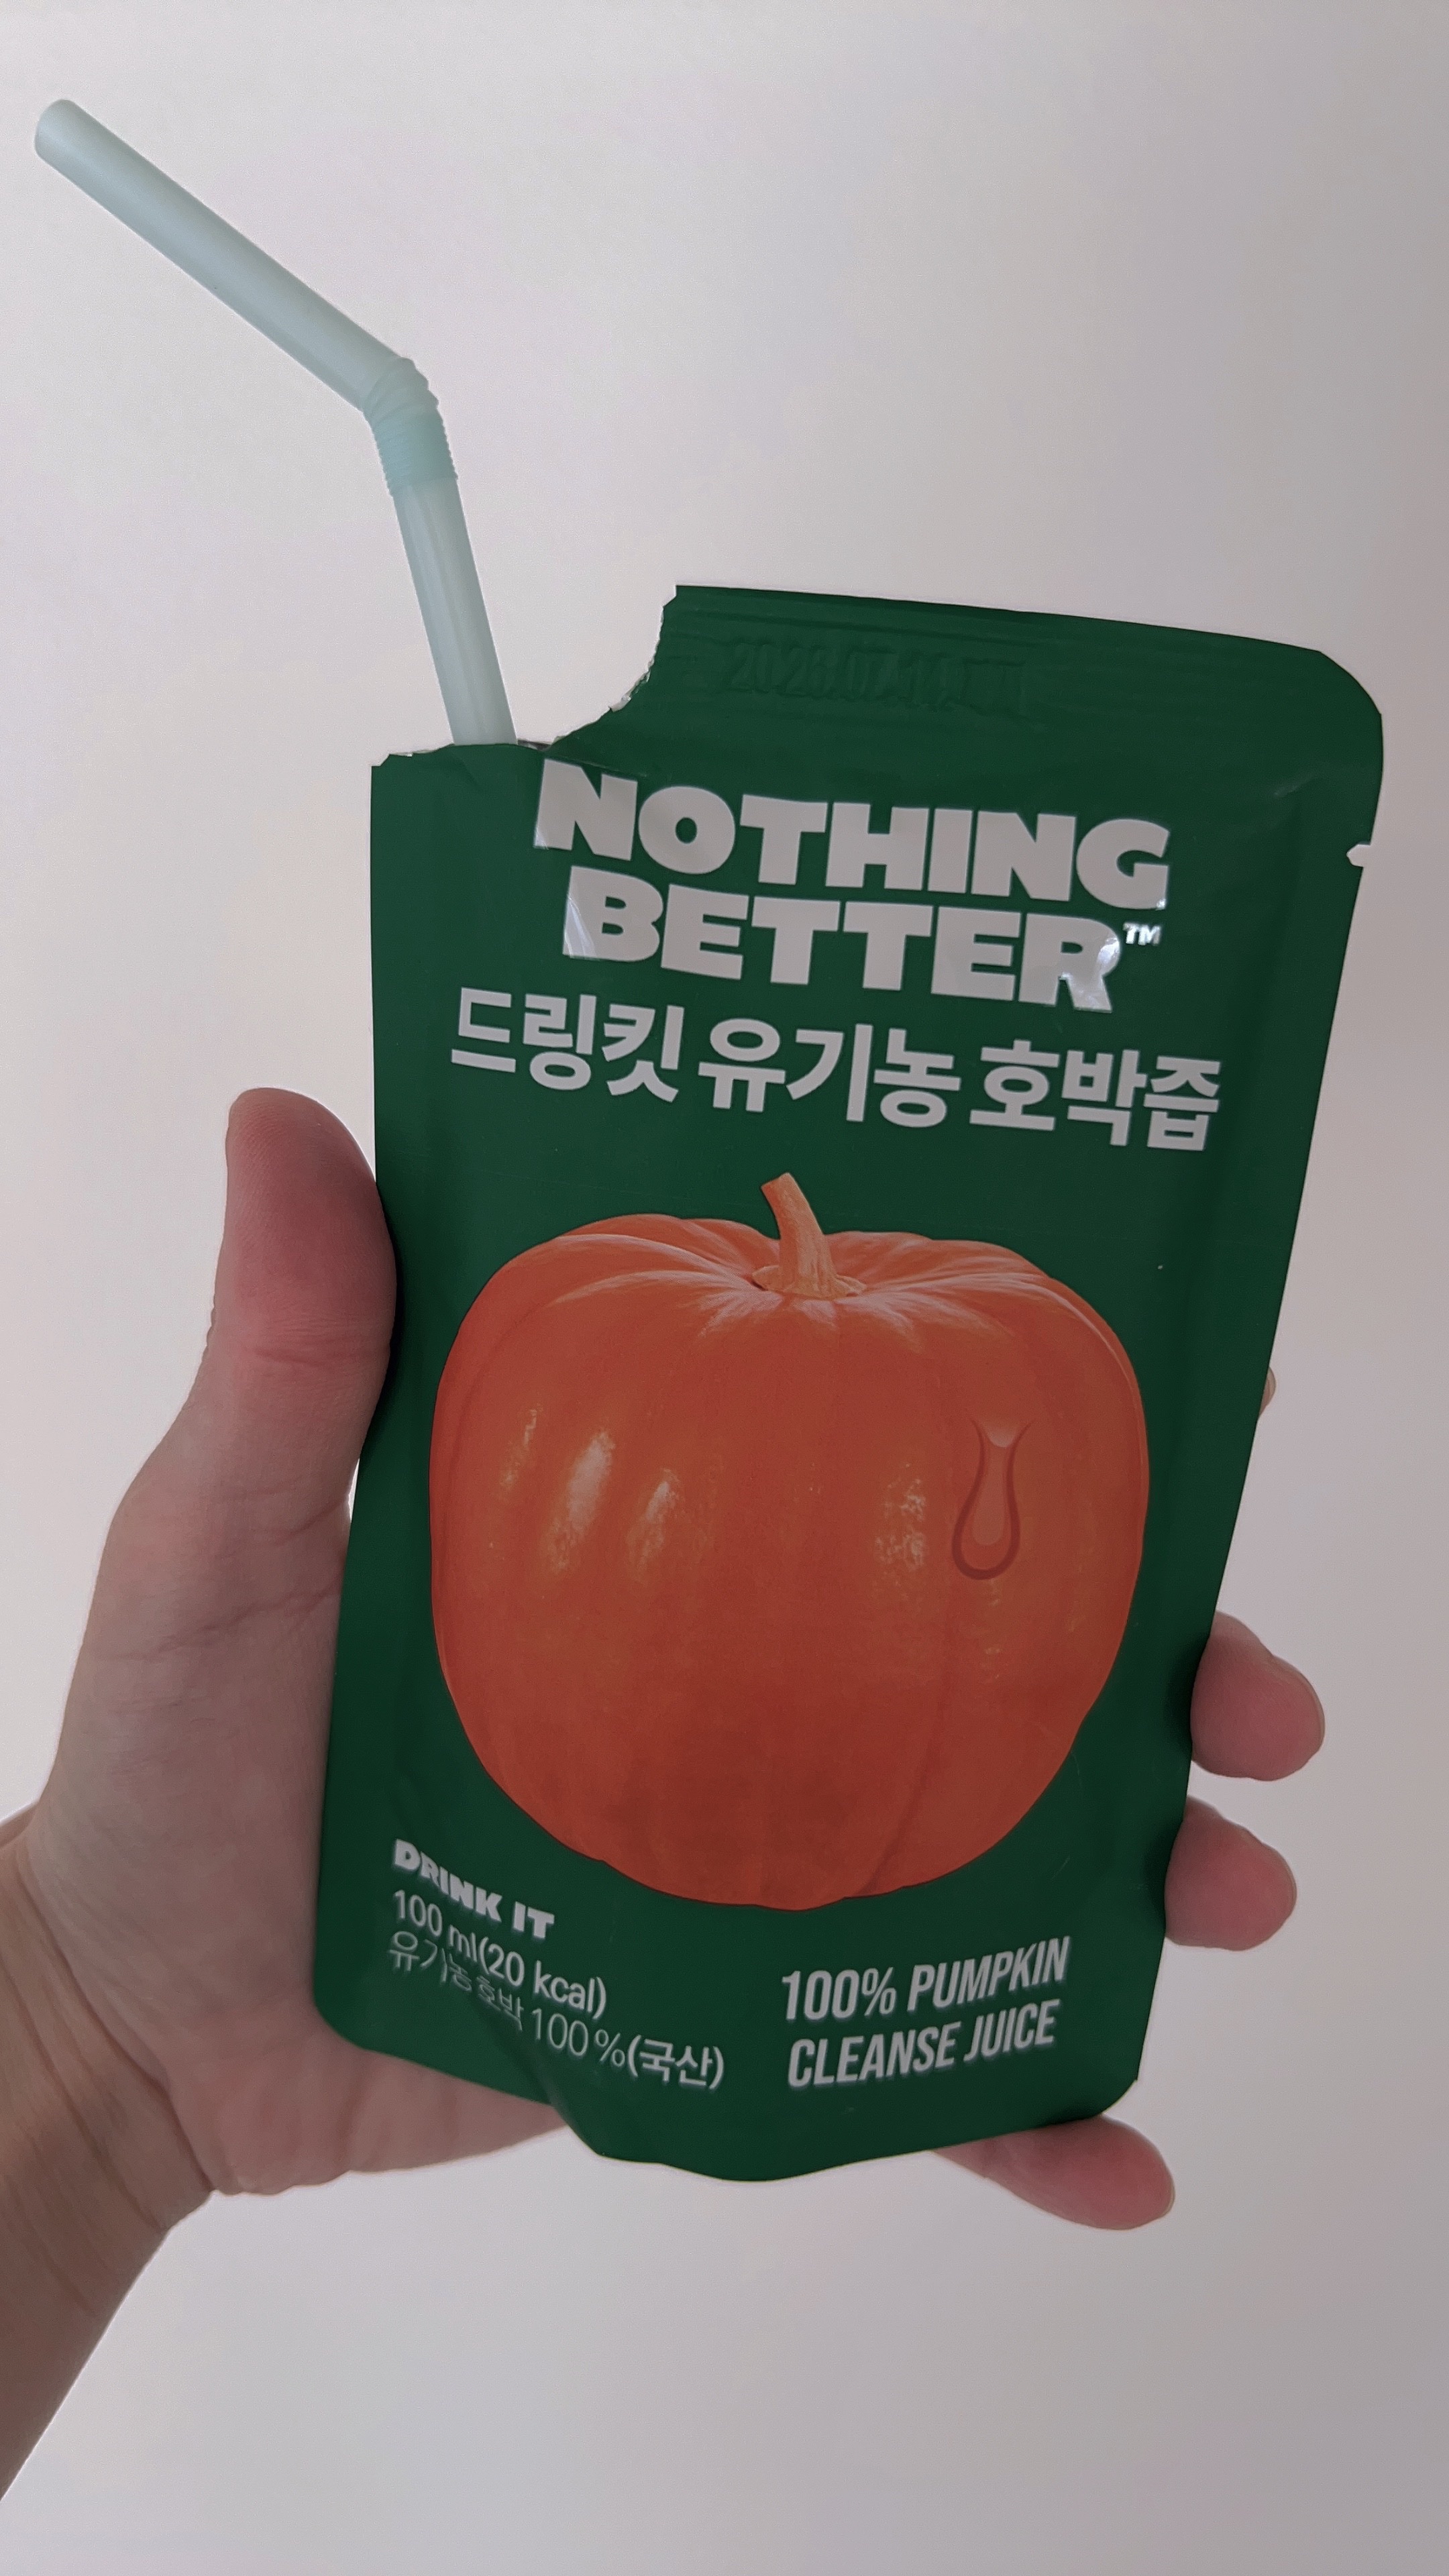 NOTHING
BETTER™
드링킷 유기농 호박즙
DRINK IT
100 ml(20 kcal)
유기농 호박 100%(국산)
100% PUMPKIN
CLEANSE JUICE